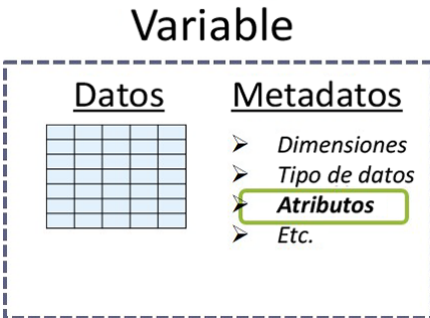 Variable
Datos
Metadatos
Dimensiones
Tipo de datos
Atributos
Etc.